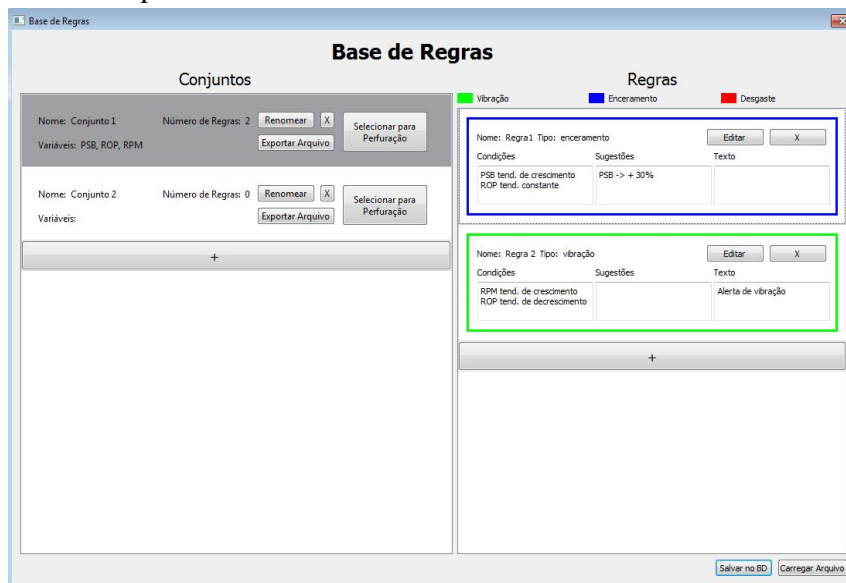 Base de Regras
Base de Regras
Conjuntos
Nome: Conjunto 1 Número de Regras: 2 Renomear X Selecionar para Perfuração
Variáveis: PSB, ROP, RPM Exportar Arquivo
Nome: Conjunto 2 Número de Regras: 0 Renomear X Selecionar para Perfuração
Variáveis: Exportar Arquivo
+
Regras
Vibração Enceramento Desgaste
Nome: Regra1 Tipo: enceramento Editar X
Condições Sugestões Texto
PSB tend. de crescimento PSB -> + 30%
ROP tend. constante
Nome: Regra 2 Tipo: vibração Editar X
Condições Sugestões Texto
RPM tend. de crescimento Alerta de vibração
ROP tend. de decrescimento
+
Salvar no BD Carregar Arquivo